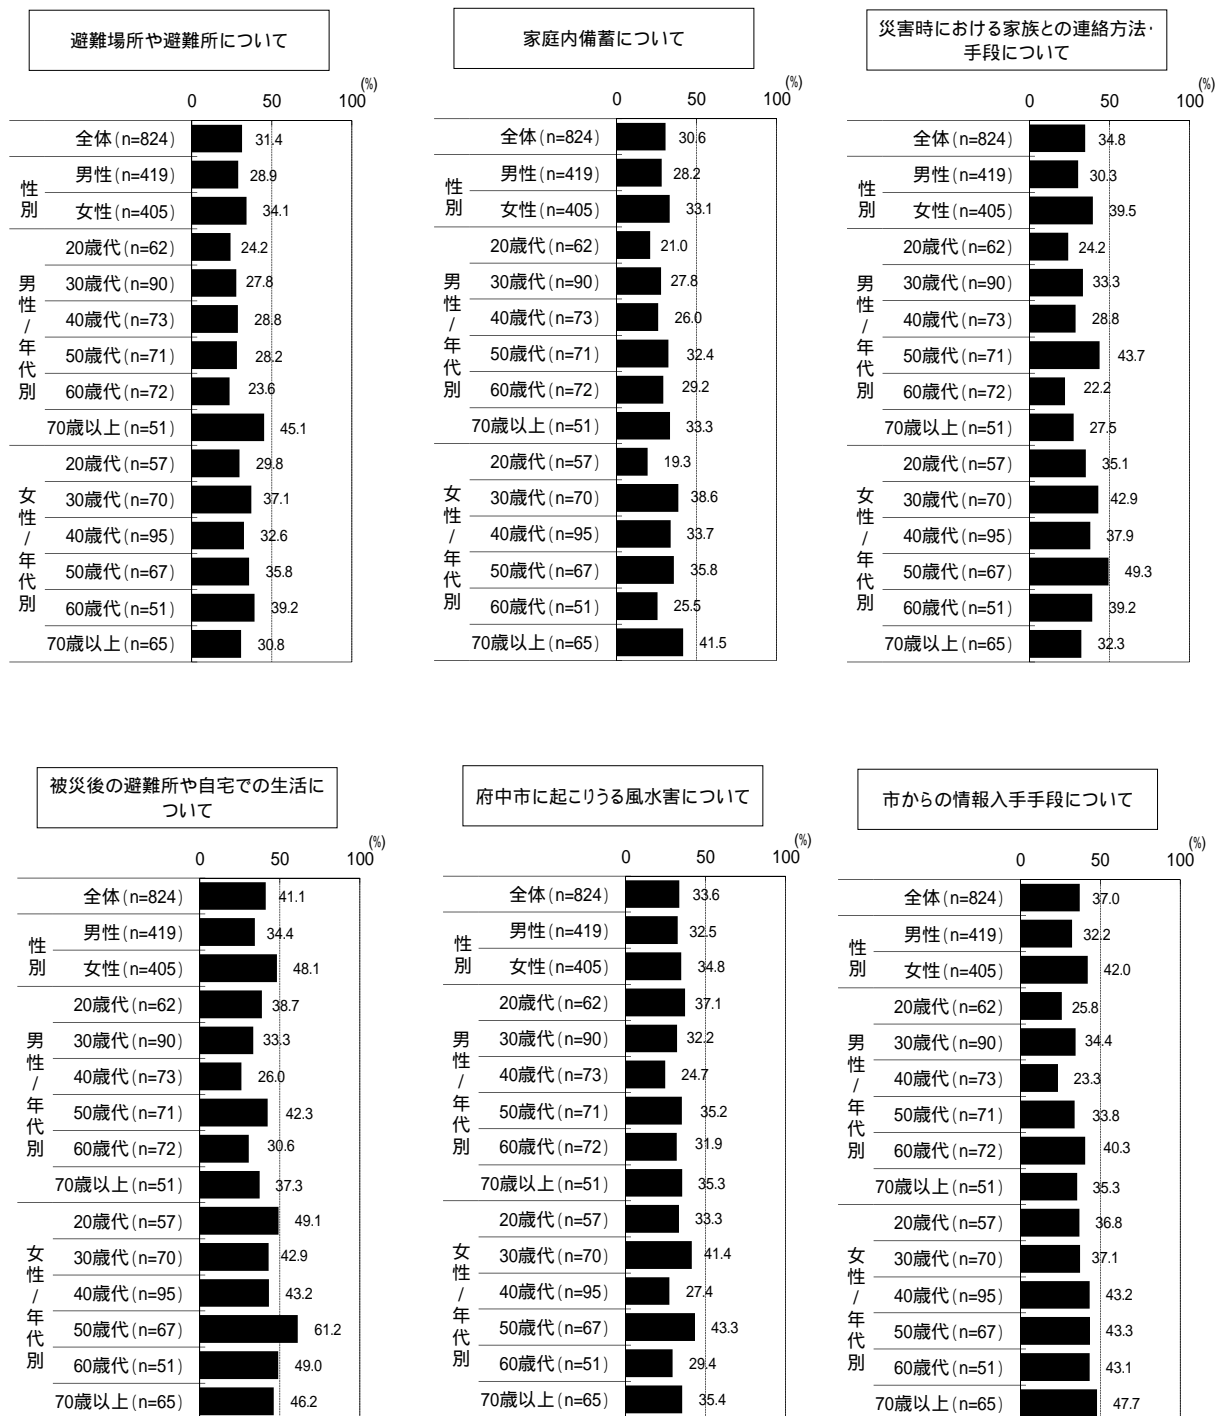 避難場所や避難所について
(%)
0 50 100
全体(n=824) 31.4
性別
男性(n=419) 28.9
女性(n=405) 34.1
男性/年代別
20歳代(n=62) 24.2
30歳代(n=90) 27.8
40歳代(n=73) 28.8
50歳代(n=71) 28.2
60歳代(n=72) 23.6
70歳以上(n=51) 45.1
女性/年代別
20歳代(n=57) 29.8
30歳代(n=70) 37.1
40歳代(n=95) 32.6
50歳代(n=67) 35.8
60歳代(n=51) 39.2
70歳以上(n=65) 30.8
家庭内備蓄について
(%)
0 50 100
全体(n=824) 30.6
性別
男性(n=419) 28.2
女性(n=405) 33.1
男性/年代別
20歳代(n=62) 21.0
30歳代(n=90) 27.8
40歳代(n=73) 26.0
50歳代(n=71) 32.4
60歳代(n=72) 29.2
70歳以上(n=51) 33.3
女性/年代別
20歳代(n=57) 19.3
30歳代(n=70) 38.6
40歳代(n=95) 33.7
50歳代(n=67) 35.8
60歳代(n=51) 25.5
70歳以上(n=65) 41.5
災害時における家族との連絡方法・
手段について
(%)
0 50 100
全体(n=824) 34.8
性別
男性(n=419) 30.3
女性(n=405) 39.5
男性/年代別
20歳代(n=62) 24.2
30歳代(n=90) 33.3
40歳代(n=73) 28.8
50歳代(n=71) 43.7
60歳代(n=72) 22.2
70歳以上(n=51) 27.5
女性/年代別
20歳代(n=57) 35.1
30歳代(n=70) 42.9
40歳代(n=95) 37.9
50歳代(n=67) 49.3
60歳代(n=51) 39.2
70歳以上(n=65) 32.3
被災後の避難所や自宅での生活に
ついて
(%)
0 50 100
全体(n=824) 41.1
性別
男性(n=419) 34.4
女性(n=405) 48.1
男性/年代別
20歳代(n=62) 38.7
30歳代(n=90) 33.3
40歳代(n=73) 26.0
50歳代(n=71) 42.3
60歳代(n=72) 30.6
70歳以上(n=51) 37.3
女性/年代別
20歳代(n=57) 49.1
30歳代(n=70) 42.9
40歳代(n=95) 43.2
50歳代(n=67) 61.2
60歳代(n=51) 49.0
70歳以上(n=65) 46.2
府中市に起こりうる風水害について
(%)
0 50 100
全体(n=824) 33.6
性別
男性(n=419) 32.5
女性(n=405) 34.8
男性/年代別
20歳代(n=62) 37.1
30歳代(n=90) 32.2
40歳代(n=73) 24.7
50歳代(n=71) 35.2
60歳代(n=72) 31.9
70歳以上(n=51) 35.3
女性/年代別
20歳代(n=57) 33.3
30歳代(n=70) 41.4
40歳代(n=95) 27.4
50歳代(n=67) 43.3
60歳代(n=51) 29.4
70歳以上(n=65) 35.4
市からの情報入手手段について
(%)
0 50 100
全体(n=824) 37.0
性別
男性(n=419) 32.2
女性(n=405) 42.0
男性/年代別
20歳代(n=62) 25.8
30歳代(n=90) 34.4
40歳代(n=73) 23.3
50歳代(n=71) 33.8
60歳代(n=72) 40.3
70歳以上(n=51) 35.3
女性/年代別
20歳代(n=57) 36.8
30歳代(n=70) 37.1
40歳代(n=95) 43.2
50歳代(n=67) 43.3
60歳代(n=51) 43.1
70歳以上(n=65) 47.7